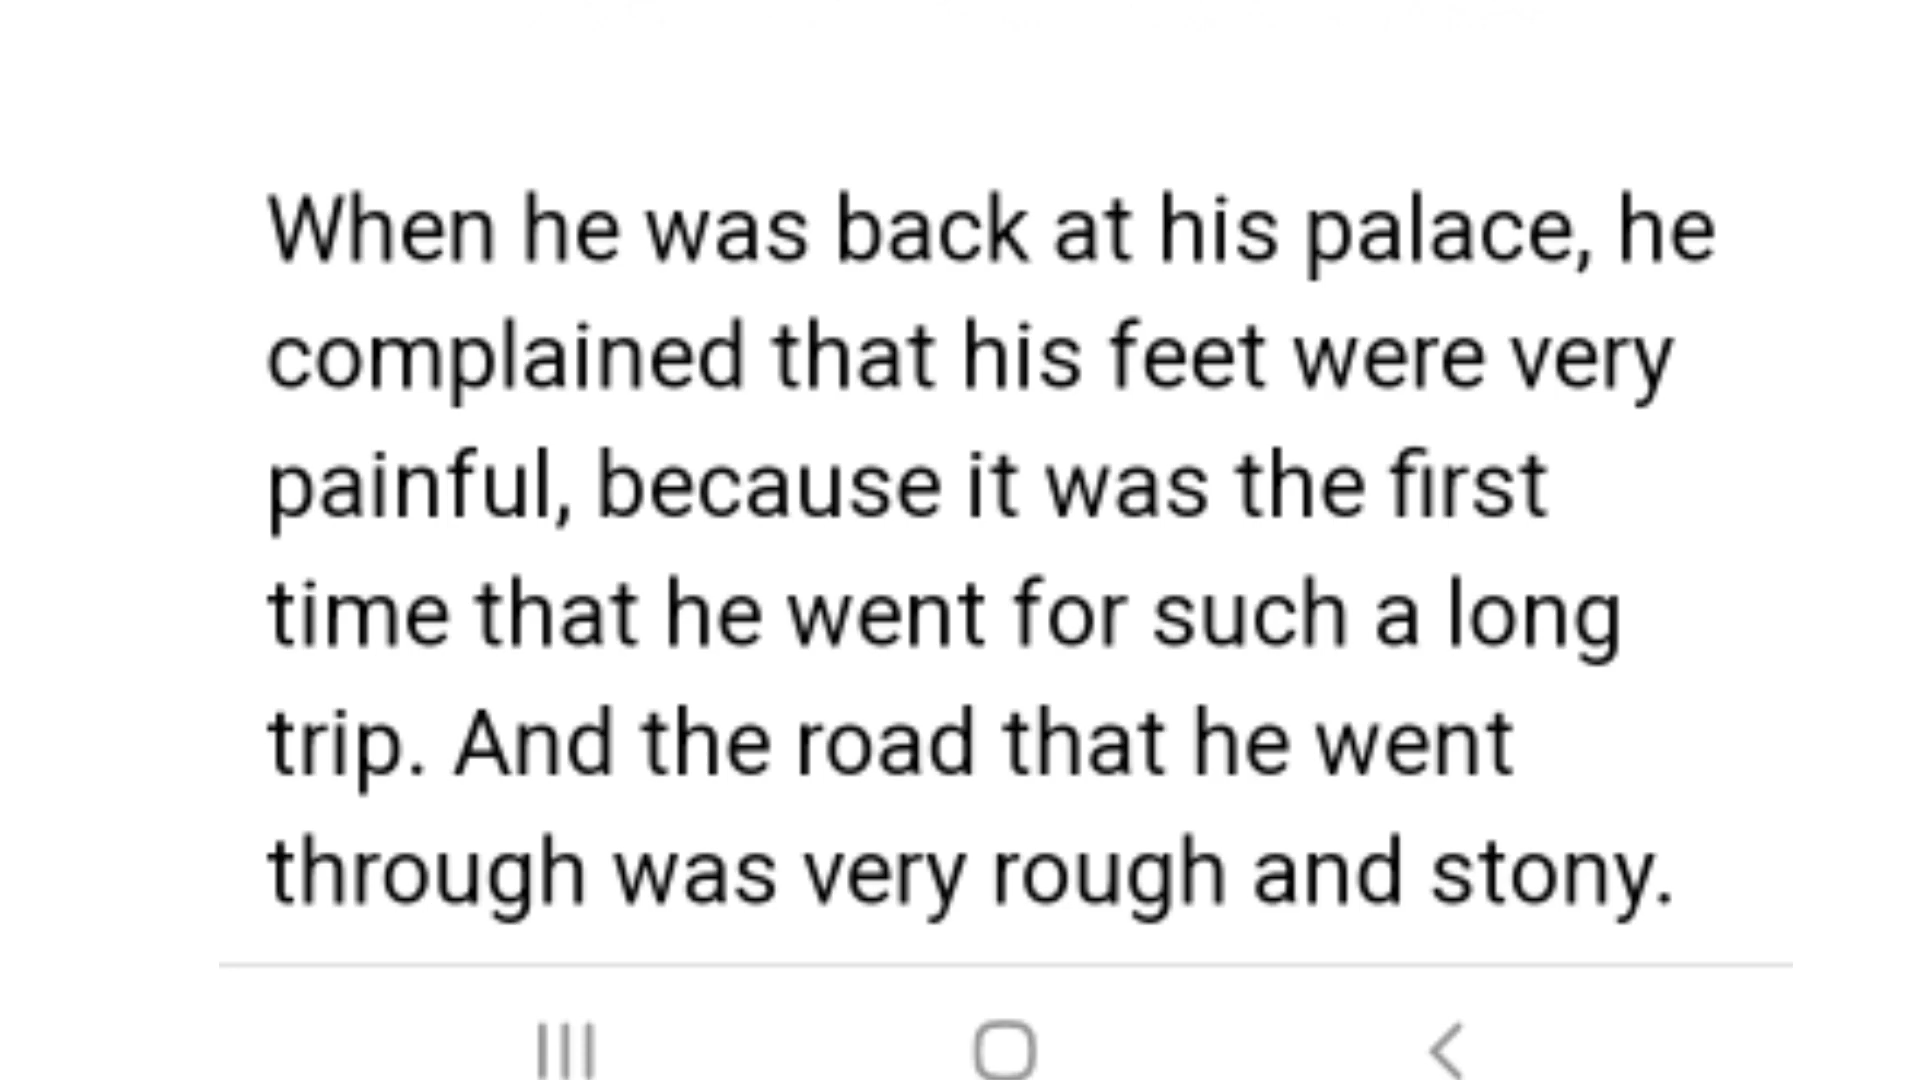 When he was back at his palace, he
complained that his feet were very
painful, because it was the first
time that he went for such a long
trip. And the road that he went
through was very rough and stony.